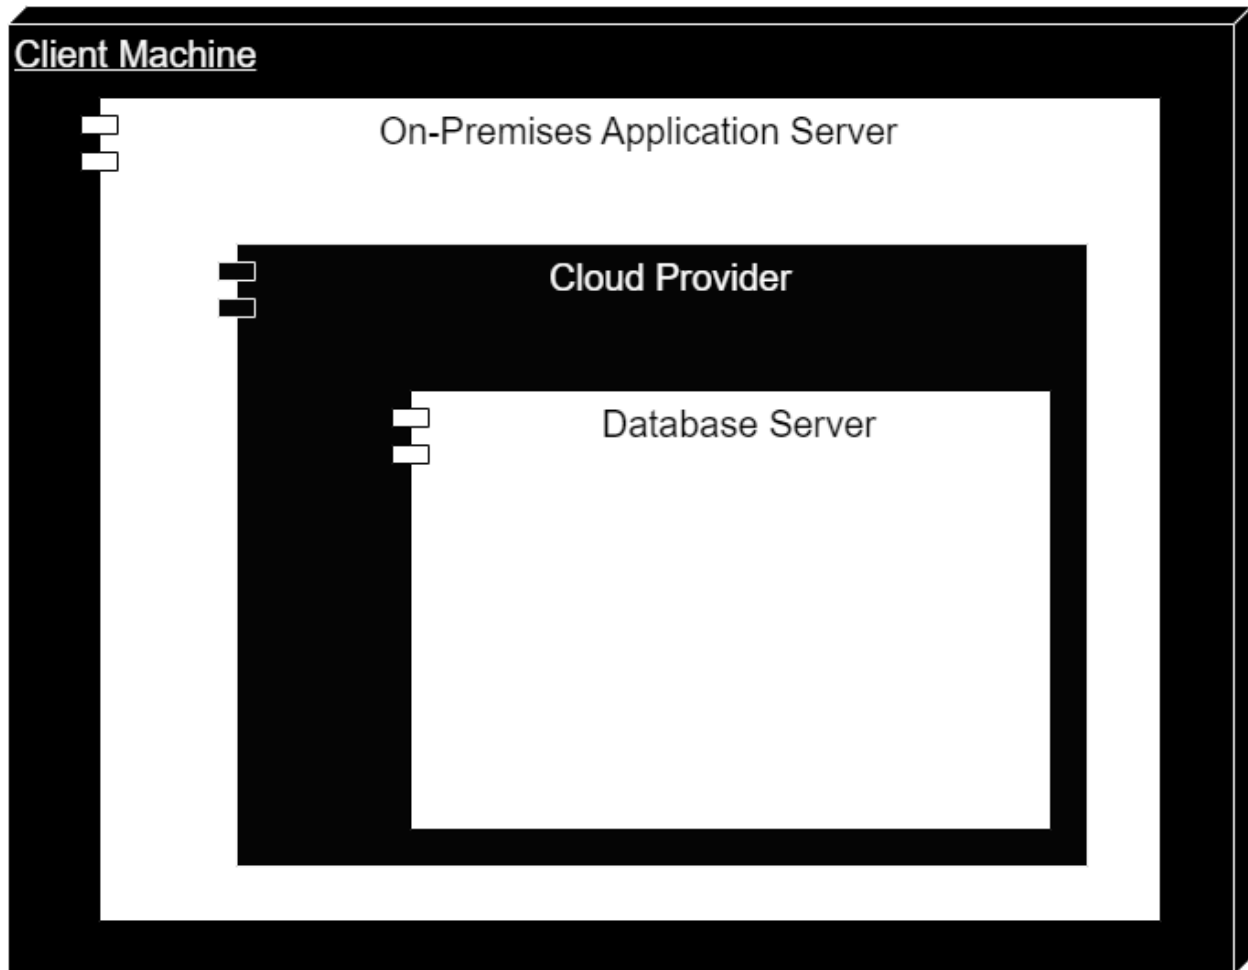 Client Machine
On-Premises Application Server
Cloud Provider
Database Server